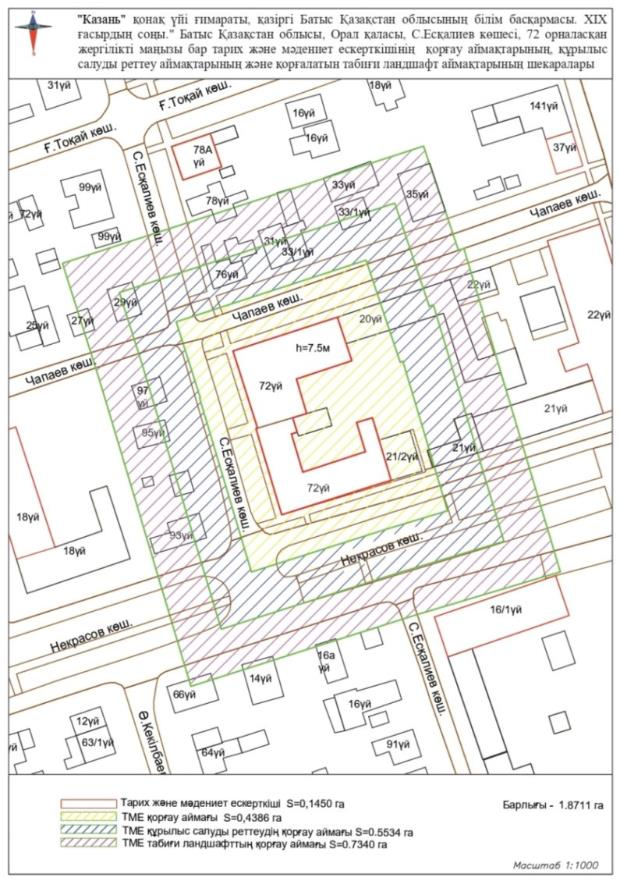 "Казань" қонақ үйі ғимараты, қазіргі Батыс Қазақстан облысының білім басқармасы. XIX
ғасырдың соңы." Батыс Қазақстан облысы, Орал қаласы, С.Есқалиев көшесі, 72 орналасқан
жергілікті маңызы бар тарих және мәдениет ескерткішінің қорғау аймақтарының, құрылыс
салуды реттеу аймақтарының және қорғалатын табиғи ландшафт аймақтарының шекаралары
31үй
Ғ.Тоқай көш.
18үй
16үй
141үй
Ғ.Тоқай көш.
16үй
78А
үй
37үй
С.Есқалиев көш.
99үй
33үй
35үй
78үй
72үй
33/1үй
Чапаев көш.
99үй
31үй
33/1үй
76үй
22үй
29үй
Чапаев көш.
20үй
22үй
27үй
25үй
h=7.5м
Чапаев көш.
72үй
97
үй
21үй
95үй
С.Есқалиев көш.
21/2үй
21үй
72үй
18үй
93үй
18үй
Некрасов көш.
16/1үй
Некрасов көш.
16а
үй
С.Есқалиев көш.
14үй
66үй
16үй
12үй
63/1үй
Ә.Кекілбаев
64үй
91үй
Тарих және мәдениет ескерткіші S=0,1450 га
Барлығы - 1.8711 га
ТМЕ қорғау аймағы S=0,4386 га
ТМЕ құрылыс салуды реттеудің қорғау аймағы S=0.5534 га
ТМЕ табиғи ландшафттың қорғау аймағы S=0.7340 га
Масштаб 1:1000